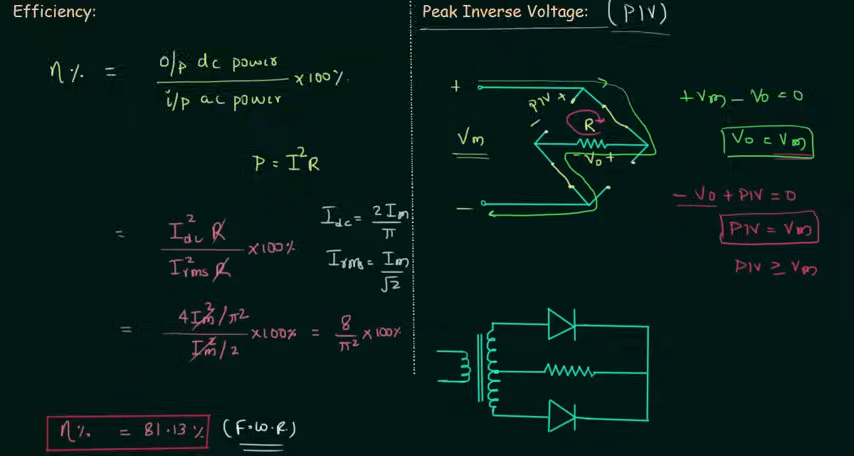 Efficiency:
η% = o/p dc power / i/p ac power × 100%
P = I²R
= I²dc R / I²rms R × 100%
Idc = 2Im / π
Irms = Im / √2
= 4Im²/π² / Im²/2 × 100% = 8/π² × 100%
η% = 81.13% (F.W.R)
Peak Inverse Voltage: (PIV)
+
- PIV +
R
Vm
- Vo +
-
+Vm - Vo = 0
Vo = Vm
- Vo + PIV = 0
PIV = Vm
PIV ≥ Vm